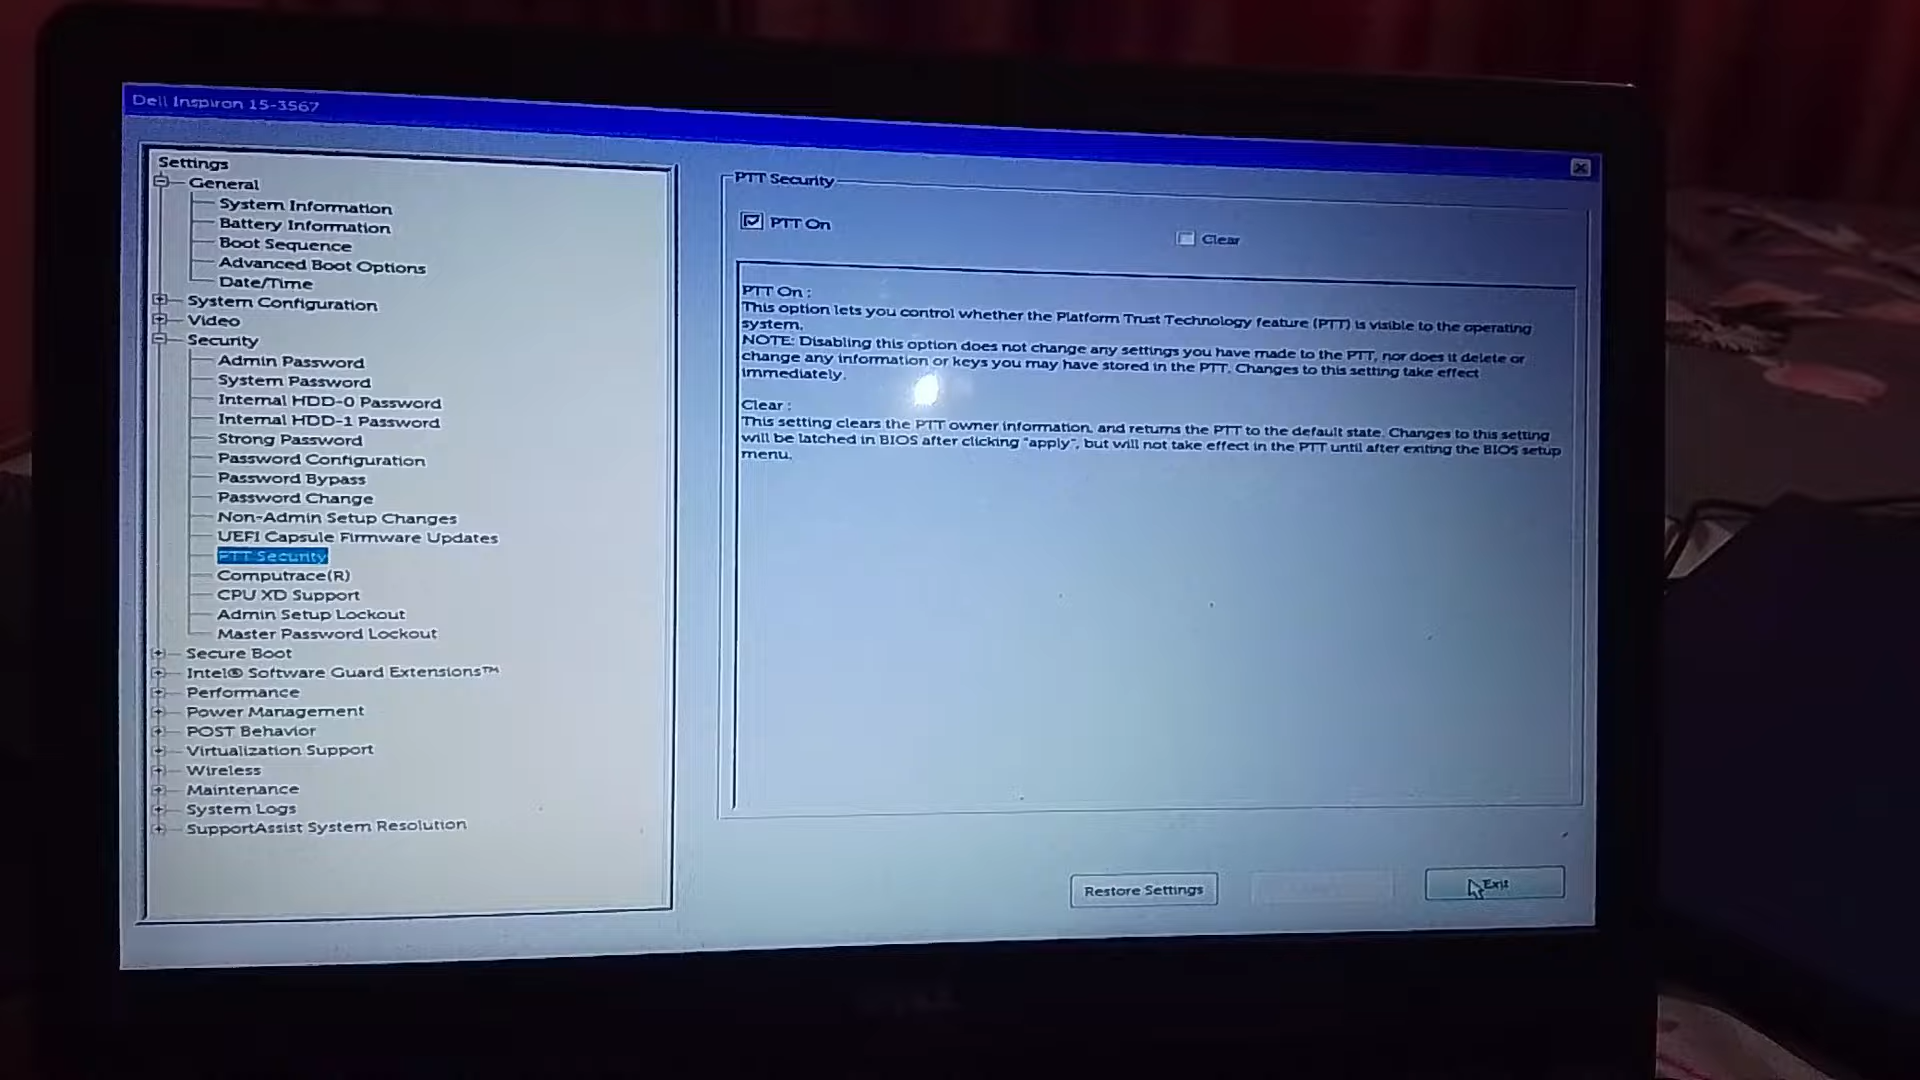 Dell Inspiron 15-3567
Settings
General
System Information
Battery Information
Boot Sequence
Advanced Boot Options
Date/Time
System Configuration
Video
Security
Admin Password
System Password
Internal HDD-0 Password
Internal HDD-1 Password
Strong Password
Password Configuration
Password Bypass
Password Change
Non-Admin Setup Changes
UEFI Capsule Firmware Updates
PTT Security
Computrace(R)
CPU XD Support
Admin Setup Lockout
Master Password Lockout
Secure Boot
Intel® Software Guard Extensions™
Performance
Power Management
POST Behavior
Virtualization Support
Wireless
Maintenance
System Logs
SupportAssist System Resolution
PTT Security
PTT On
Clear
PTT On :
This option lets you control whether the Platform Trust Technology feature (PTT) is visible to the operating
system.
NOTE: Disabling this option does not change any settings you have made to the PTT, nor does it delete or
change any information or keys you may have stored in the PTT. Changes to this setting take effect
immediately.
Clear :
This setting clears the PTT owner information, and returns the PTT to the default state. Changes to this setting
will be latched in BIOS after clicking "apply", but will not take effect in the PTT until after exiting the BIOS setup
menu.
Restore Settings
Exit